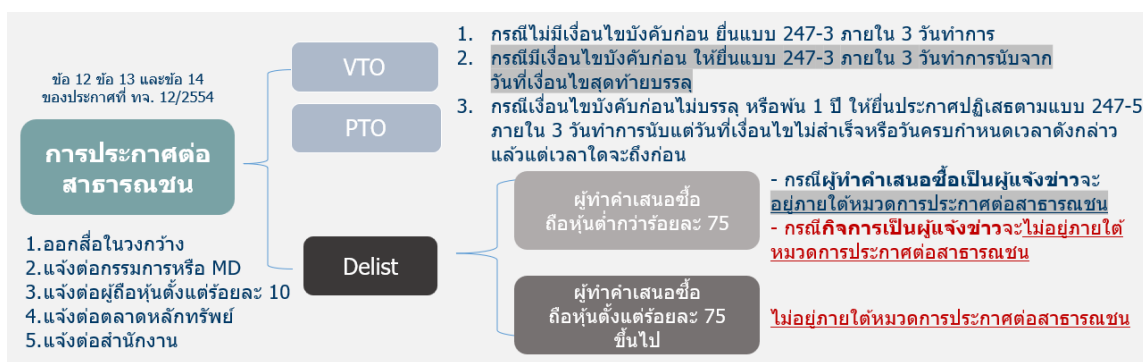 ข้อ 12 ข้อ 13 และข้อ 14
ของประกาศที่ ทจ. 12/2554
การประกาศต่อ
สาธารณชน
1.ออกสื่อในวงกว้าง
2.แจ้งต่อกรรมการหรือ MD
3.แจ้งต่อผู้ถือหุ้นตั้งแต่ร้อยละ 10
4.แจ้งต่อตลาดหลักทรัพย์
5.แจ้งต่อสำนักงาน
VTO
PTO
1. กรณีไม่มีเงื่อนไขบังคับก่อน ยื่นแบบ 247-3 ภายใน 3 วันทำการ
2. กรณีมีเงื่อนไขบังคับก่อน ให้ยื่นแบบ 247-3 ภายใน 3 วันทำการนับจาก
วันที่เงื่อนไขสุดท้ายบรรลุ
3. กรณีเงื่อนไขบังคับก่อนไม่บรรลุ หรือพ้น 1 ปี ให้ยื่นประกาศปฏิเสธตามแบบ 247-5
ภายใน 3 วันทำการนับแต่วันที่เงื่อนไขไม่สำเร็จหรือวันครบกำหนดเวลาดังกล่าว
แล้วแต่เวลาใดจะถึงก่อน
Delist
ผู้ทำคำเสนอซื้อ
ถือหุ้นต่ำกว่าร้อยละ 75
- กรณีผู้ทำคำเสนอซื้อเป็นผู้แจ้งข่าวจะ
อยู่ภายใต้หมวดการประกาศต่อสาธารณชน
- กรณีกิจการเป็นผู้แจ้งข่าวจะไม่อยู่ภายใต้
หมวดการประกาศต่อสาธารณชน
ผู้ทำคำเสนอซื้อ
ถือหุ้นตั้งแต่ร้อยละ 75
ขึ้นไป
ไม่อยู่ภายใต้หมวดการประกาศต่อสาธารณชน